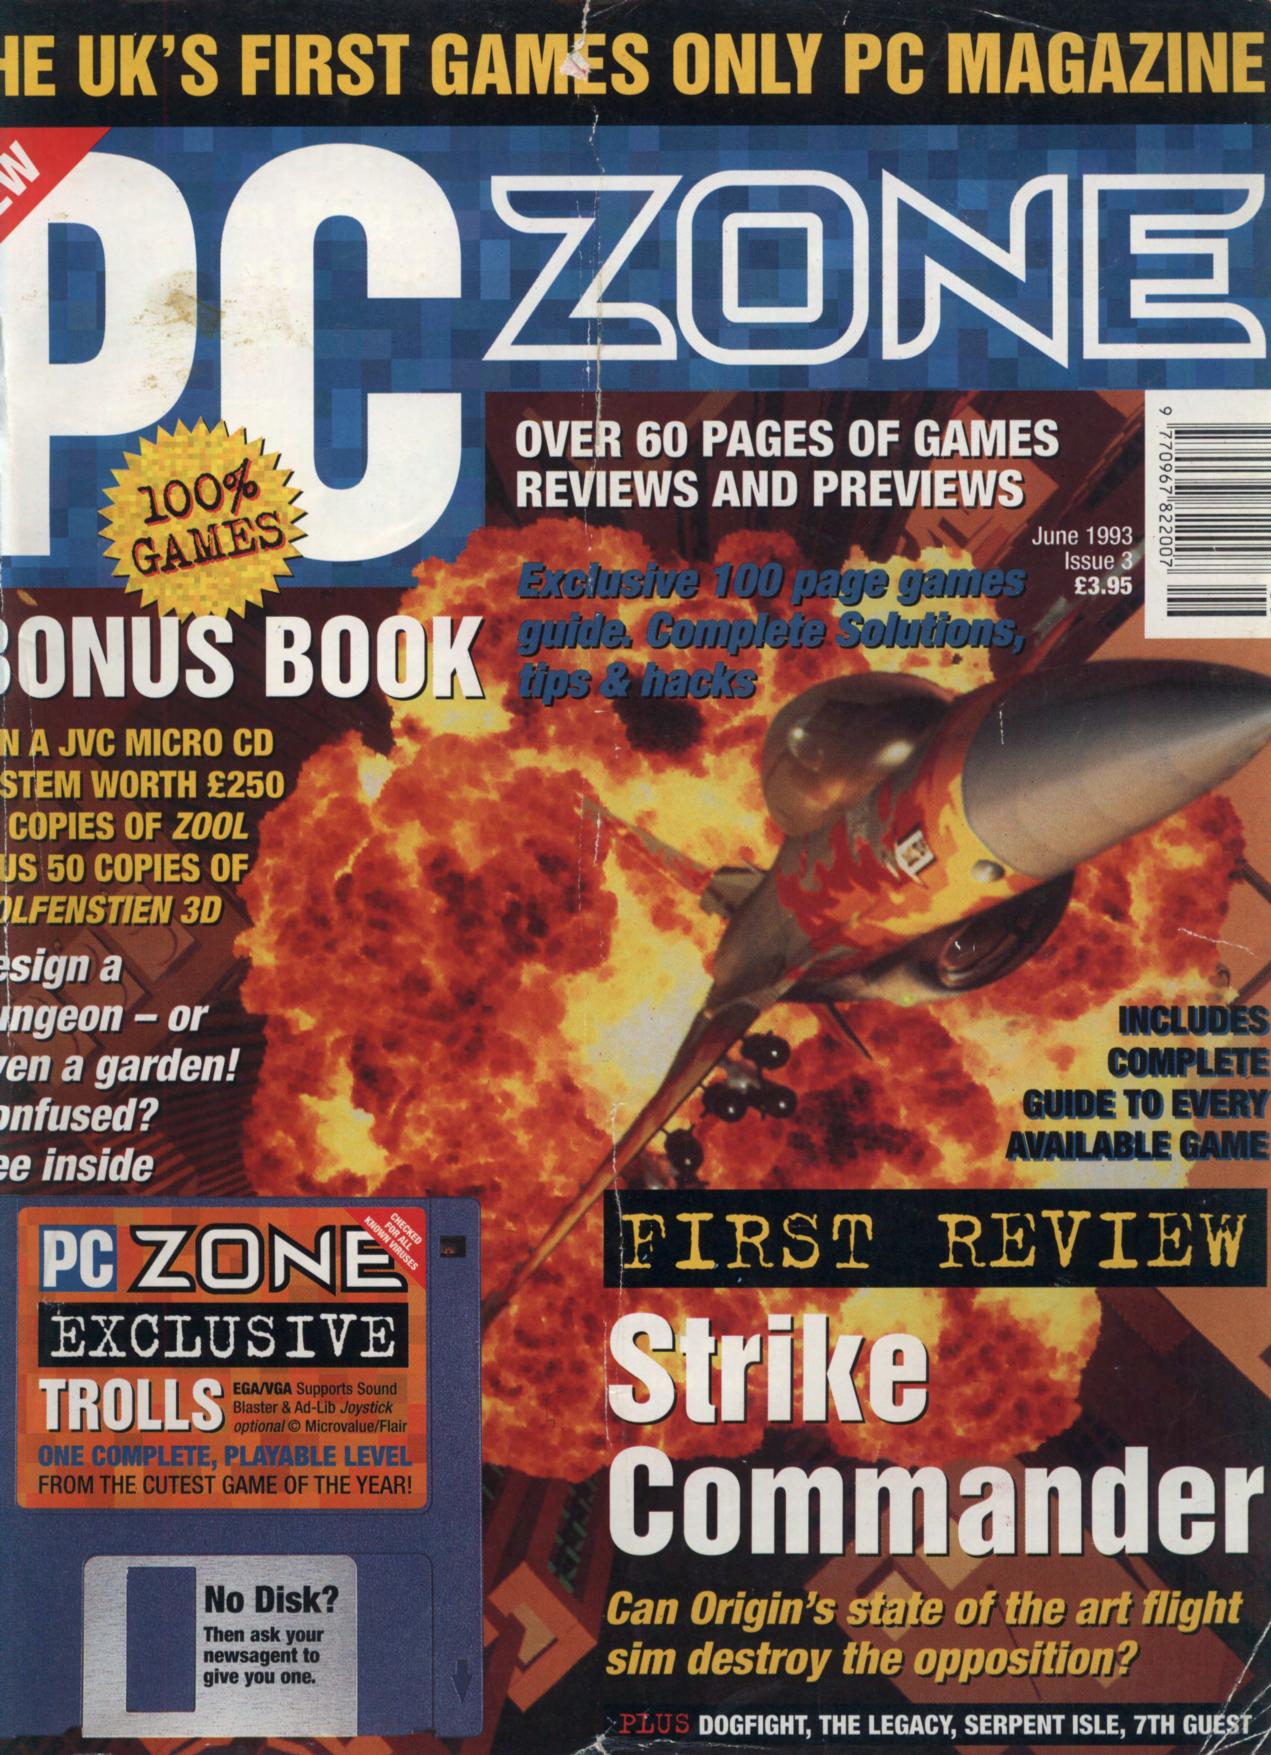 HE UK'S FIRST GAMES ONLY PC MAGAZINE
EW
PC ZONE
100%
GAMES
OVER 60 PAGES OF GAMES
REVIEWS AND PREVIEWS
June 1993
Issue 3
£3.95
9 770967 822007
Exclusive 100 page games
guide. Complete Solutions,
tips & hacks
BONUS BOOK
N A JVC MICRO CD
STEM WORTH £250
COPIES OF ZOOL
US 50 COPIES OF
OLFENSTIEN 3D
esign a
ungeon – or
ven a garden!
onfused?
ee inside
INCLUDES
COMPLETE
GUIDE TO EVERY
AVAILABLE GAME
PC ZONE
CHECKED
FOR ALL
KNOWN VIRUSES
EXCLUSIVE
TROLLS
EGA/VGA Supports Sound
Blaster & Ad-Lib Joystick
optional © Microvalue/Flair
ONE COMPLETE, PLAYABLE LEVEL
FROM THE CUTEST GAME OF THE YEAR!
No Disk?
Then ask your
newsagent to
give you one.
FIRST REVIEW
Strike
Commander
Can Origin's state of the art flight
sim destroy the opposition?
PLUS DOGFIGHT, THE LEGACY, SERPENT ISLE, 7TH GUEST